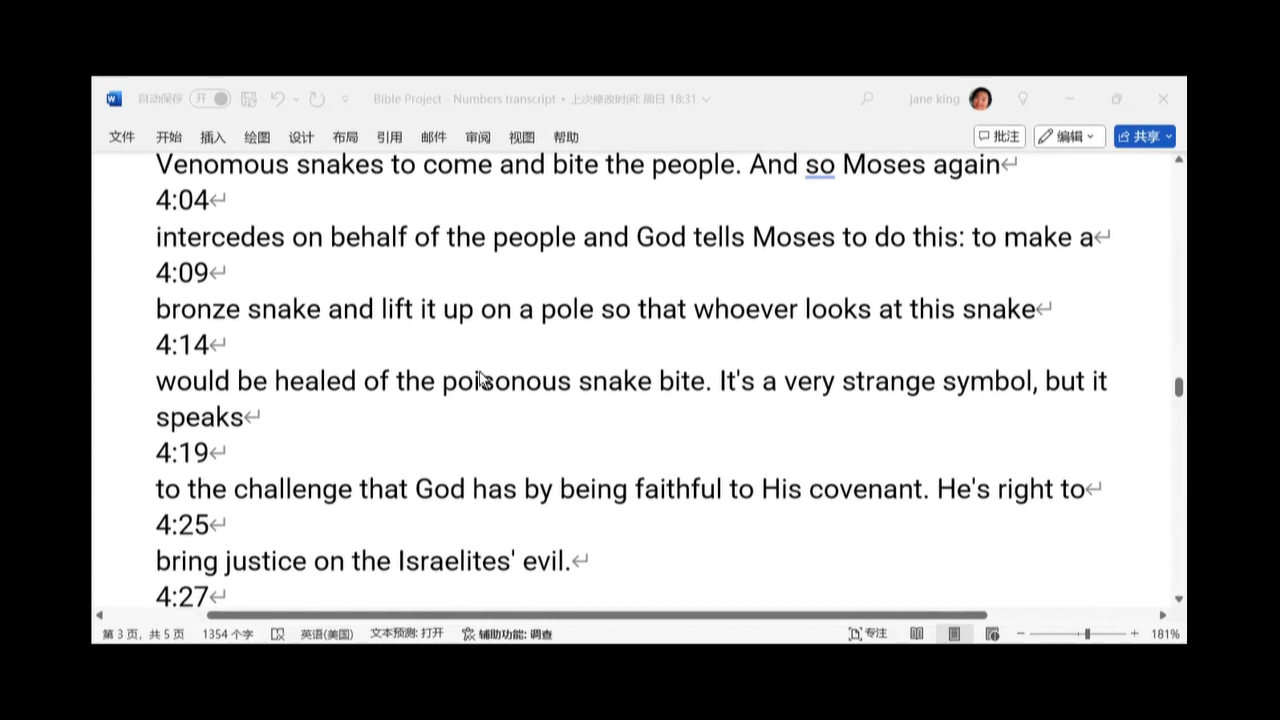 自动保存 开 Bible Project - Numbers transcript • 上次修改时间: 周日 18:31 jane king
文件 开始 插入 绘图 设计 布局 引用 邮件 审阅 视图 帮助 批注 编辑 共享
Venomous snakes to come and bite the people. And so Moses again
4:04
intercedes on behalf of the people and God tells Moses to do this: to make a
4:09
bronze snake and lift it up on a pole so that whoever looks at this snake
4:14
would be healed of the poisonous snake bite. It's a very strange symbol, but it
speaks
4:19
to the challenge that God has by being faithful to His covenant. He's right to
4:25
bring justice on the Israelites' evil.
4:27
第 3 页，共 5 页 1354 个字 英语(美国) 文本预测: 打开 辅助功能: 调查 专注 181%